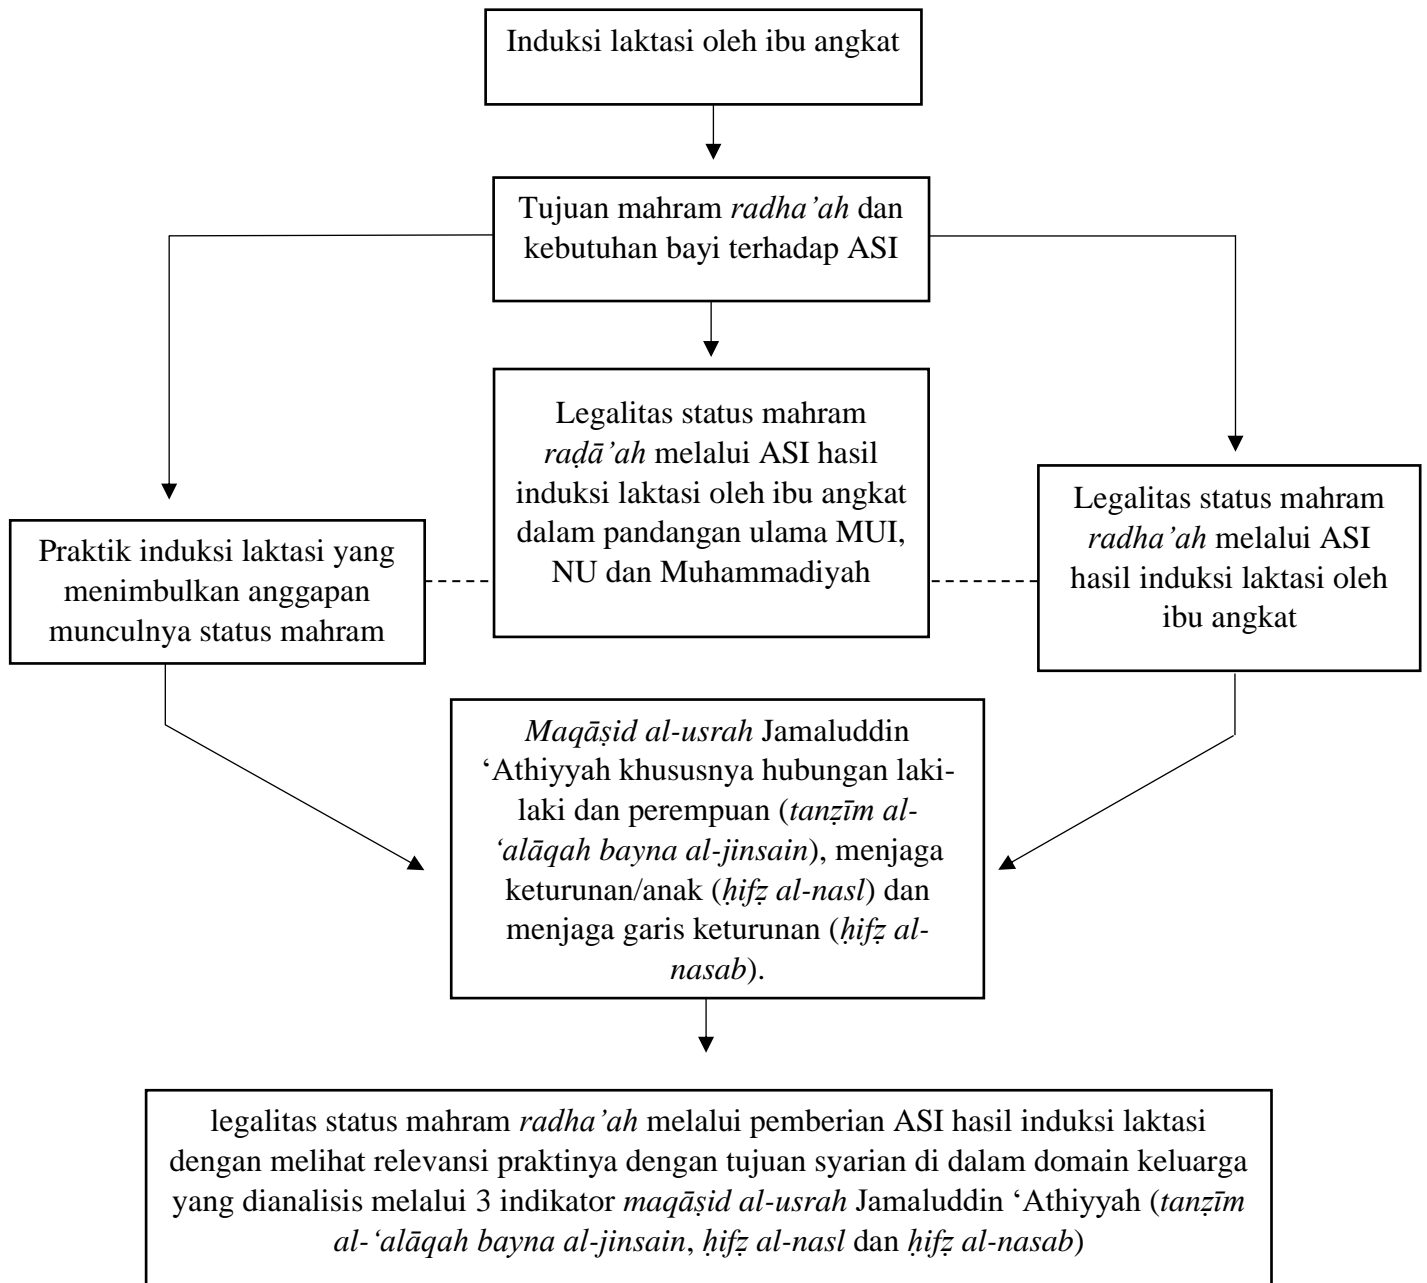 Induksi laktasi oleh ibu angkat
Tujuan mahram radha’ah dan
kebutuhan bayi terhadap ASI
Legalitas status mahram
raḍā’ah melalui ASI hasil
induksi laktasi oleh ibu angkat
dalam pandangan ulama MUI,
NU dan Muhammadiyah
Praktik induksi laktasi yang
menimbulkan anggapan
munculnya status mahram
Legalitas status mahram
radha’ah melalui ASI
hasil induksi laktasi oleh
ibu angkat
Maqāṣid al-usrah Jamaluddin
‘Athiyyah khususnya hubungan laki-
laki dan perempuan (tanẓīm al-
‘alāqah bayna al-jinsain), menjaga
keturunan/anak (ḥifẓ al-nasl) dan
menjaga garis keturunan (ḥifẓ al-
nasab).
legalitas status mahram radha’ah melalui pemberian ASI hasil induksi laktasi
dengan melihat relevansi praktinya dengan tujuan syarian di dalam domain keluarga
yang dianalisis melalui 3 indikator maqāṣid al-usrah Jamaluddin ‘Athiyyah (tanẓīm
al-‘alāqah bayna al-jinsain, ḥifẓ al-nasl dan ḥifẓ al-nasab)